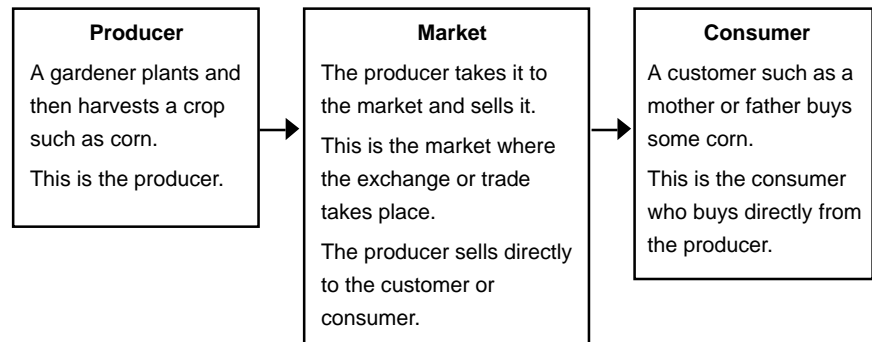 Producer
A gardener plants and
then harvests a crop
such as corn.
This is the producer.
Market
The producer takes it to
the market and sells it.
This is the market where
the exchange or trade
takes place.
The producer sells directly
to the customer or
consumer.
Consumer
A customer such as a
mother or father buys
some corn.
This is the consumer
who buys directly from
the producer.